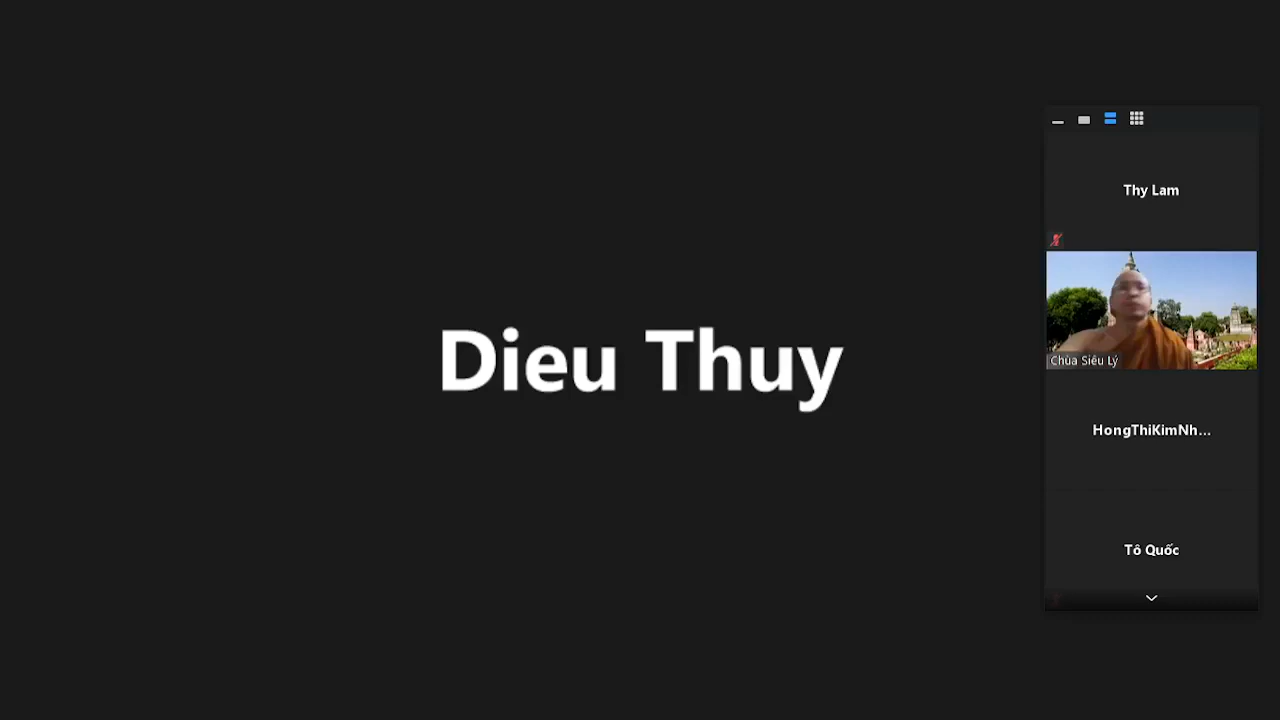 Dieu Thuy
Thy Lam
Chùa Siêu Lý
HongThiKimNh...
Tô Quốc